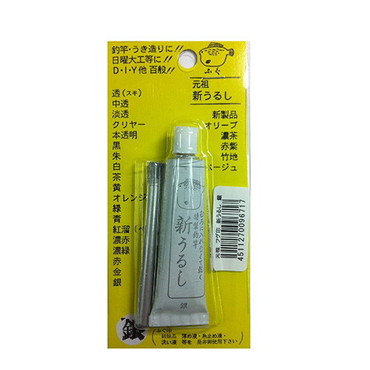 釣竿・うき造りに!!
日曜大工等に!!
D・I・Y他 百般!!
ふぐ
元祖
新うるし
透(スキ)
中透
淡透
クリヤー
本透明
黒
朱
白
茶
黄
オレンジ
緑
青
紅溜
濃赤
濃緑
赤
金
銀
新製品
オリーブ
濃茶
赤紫
竹地
ベージュ
新うるし
4511270096717
銀